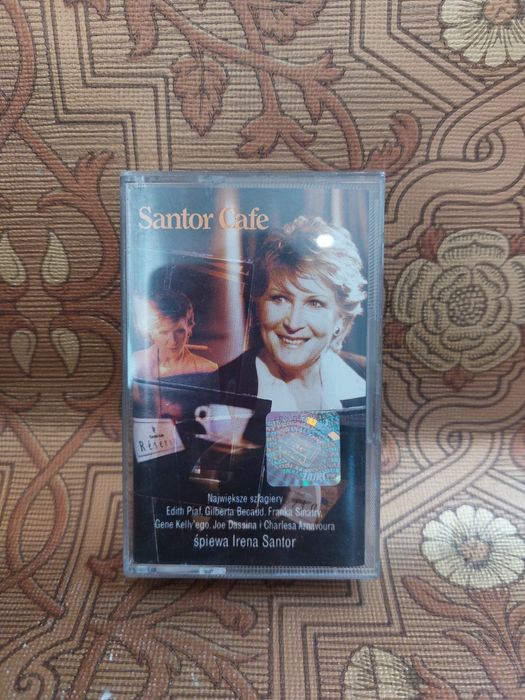 Santor Cafe
Największe szlagiery
Edith Piaf, Gilberta Becaud, Franka Sinatry,
Gene Kelly'ego, Joe Dassina i Charlesa Aznavoura
śpiewa Irena Santor